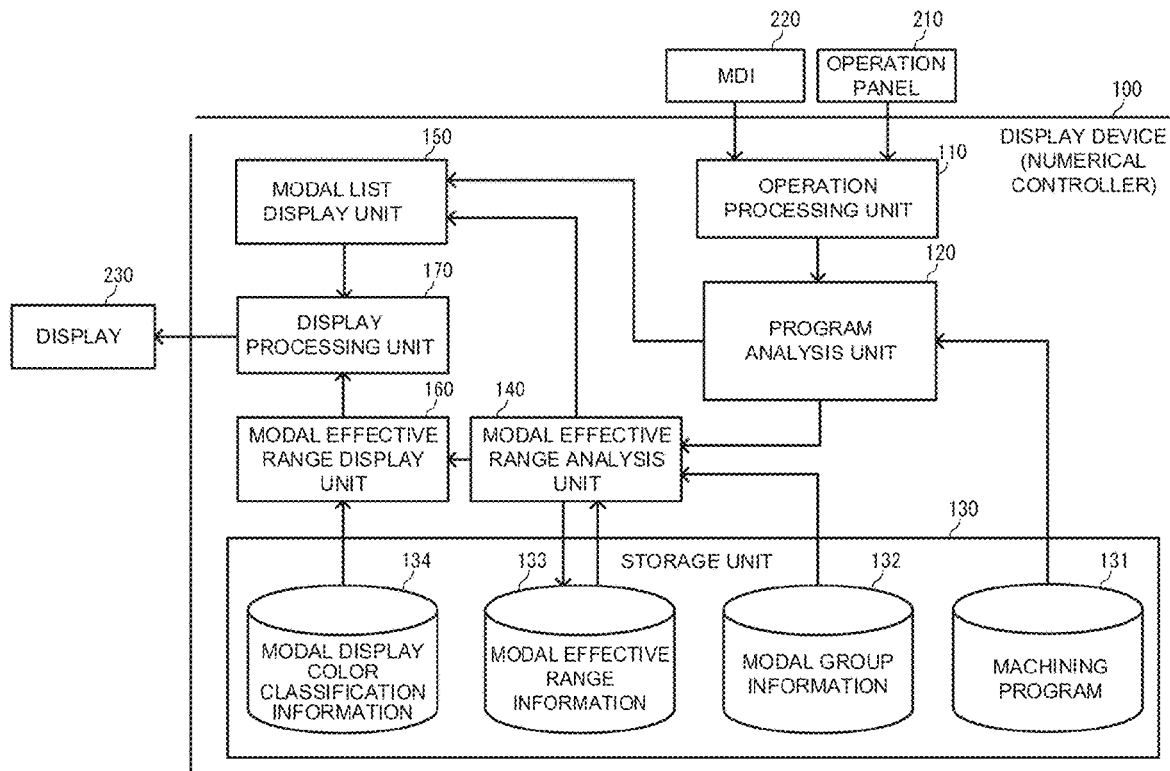 220
210
MDI
OPERATION
PANEL
100
DISPLAY DEVICE
(NUMERICAL
CONTROLLER)
150
110
MODAL LIST
DISPLAY UNIT
OPERATION
PROCESSING UNIT
120
230
170
DISPLAY
DISPLAY
PROCESSING UNIT
PROGRAM
ANALYSIS UNIT
160
140
MODAL EFFECTIVE
RANGE DISPLAY
UNIT
MODAL EFFECTIVE
RANGE ANALYSIS
UNIT
130
STORAGE UNIT
134
133
132
131
MODAL DISPLAY
COLOR
CLASSIFICATION
INFORMATION
MODAL EFFECTIVE
RANGE
INFORMATION
MODAL GROUP
INFORMATION
MACHINING
PROGRAM